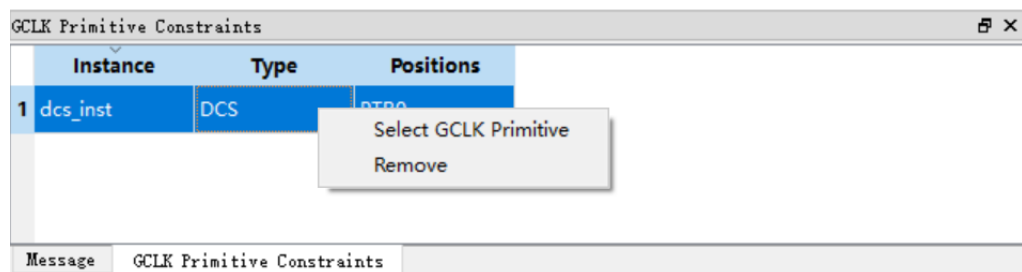 GCLK Primitive Constraints
Instance Type Positions
1 dcs_inst DCS
Select GCLK Primitive
Remove
Message GCLK Primitive Constraints